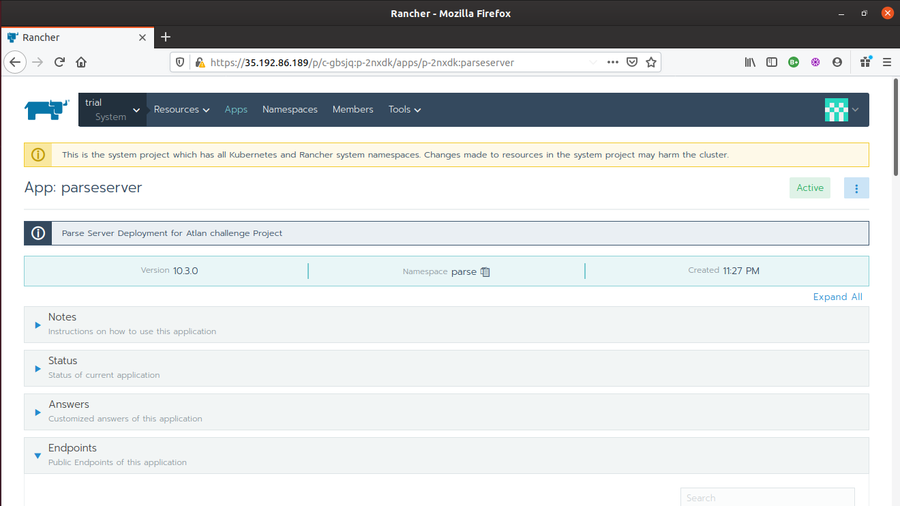 Rancher - Mozilla Firefox
Rancher
https://35.192.86.189/p/c-gbsjq:p-2nxdk/apps/p-2nxdk:parseserver
trial
System
Resources Apps Namespaces Members Tools
This is the system project which has all Kubernetes and Rancher system namespaces. Changes made to resources in the system project may harm the cluster.
App: parseserver
Active
Parse Server Deployment for Atlan challenge Project
Version 10.3.0 Namespace parse Created 11:27 PM
Expand All
Notes
Instructions on how to use this application
Status
Status of current application
Answers
Customized answers of this application
Endpoints
Public Endpoints of this application
Search